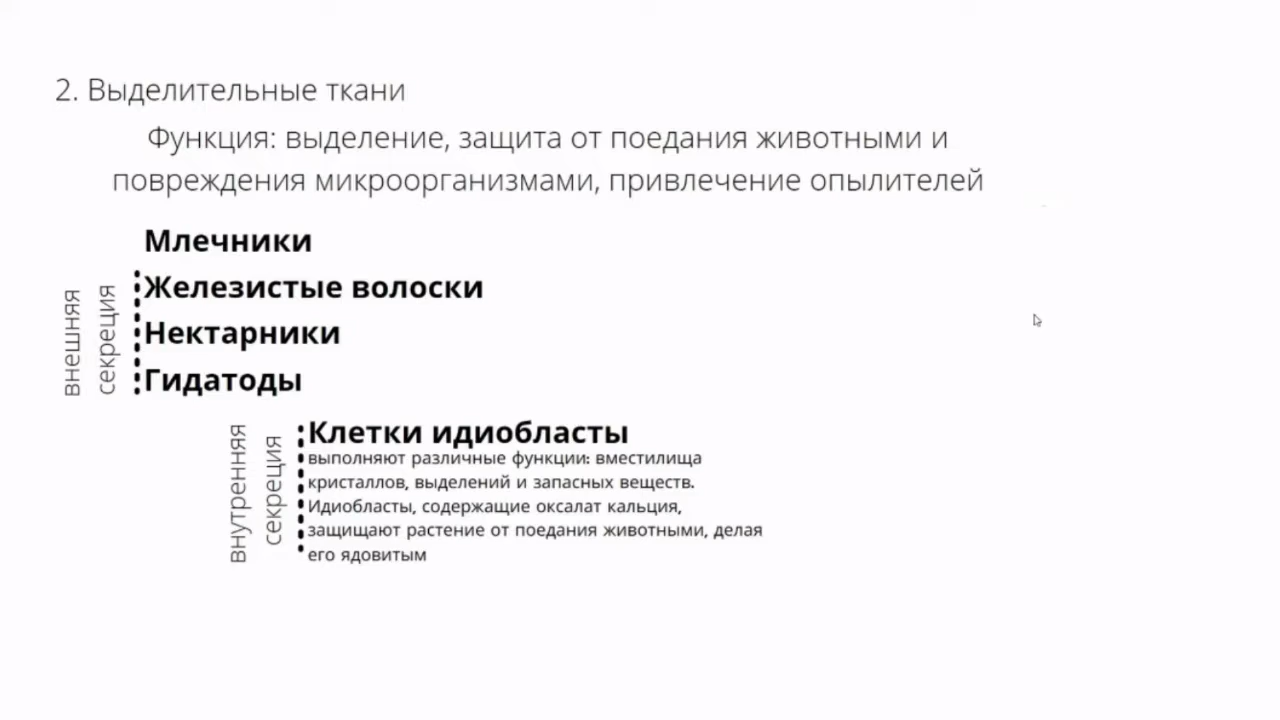 2. Выделительные ткани
Функция: выделение, защита от поедания животными и
повреждения микроорганизмами, привлечение опылителей
Млечники
внешняя
секреция
Железистые волоски
Нектарники
Гидатоды
внутренняя
секреция
Клетки идиобласты
выполняют различные функции: вместилища
кристаллов, выделений и запасных веществ.
Идиобласты, содержащие оксалат кальция,
защищают растение от поедания животными, делая
его ядовитым